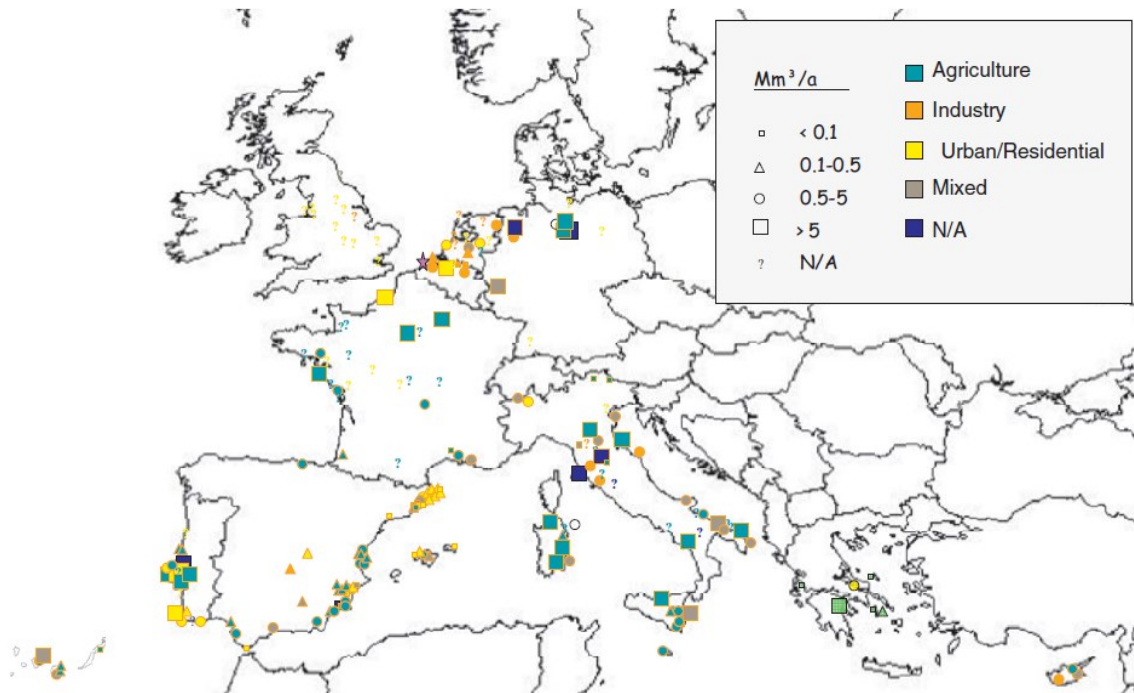 Mm³/a
< 0.1
0.1-0.5
0.5-5
> 5
N/A
Agriculture
Industry
Urban/Residential
Mixed
N/A